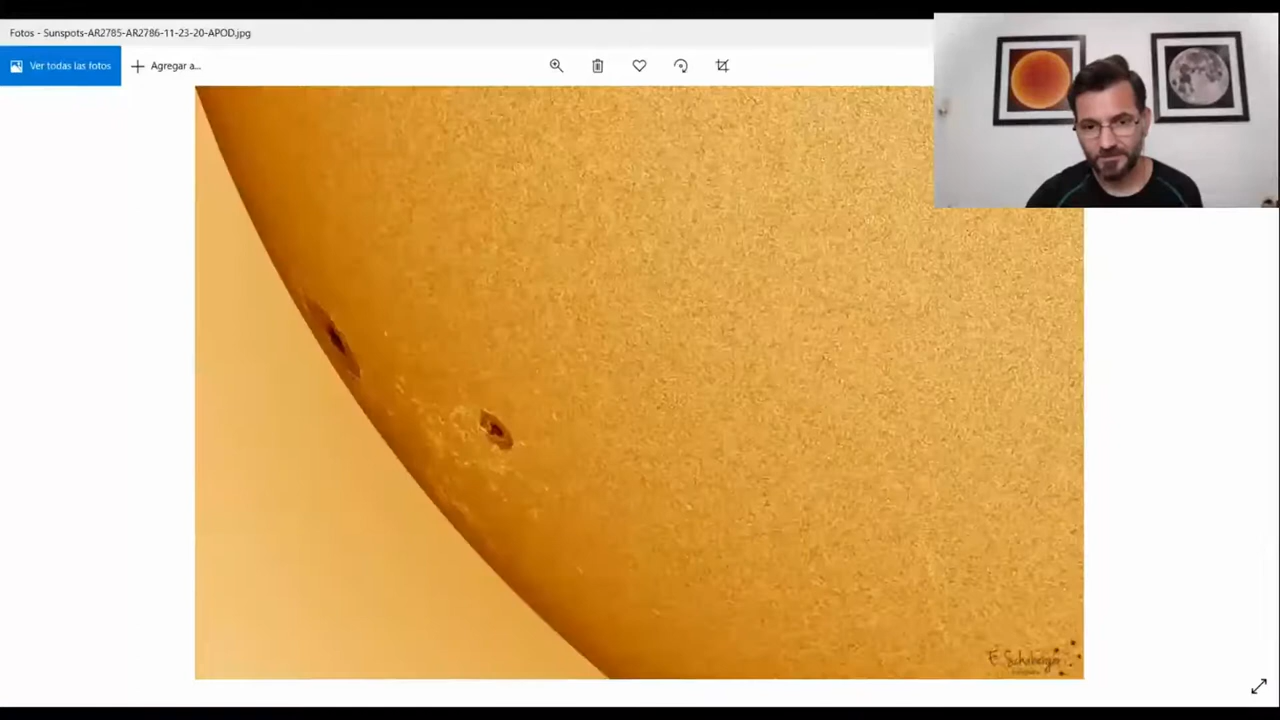 Fotos - Sunspots-AR2785-AR2786-11-23-20-APOD.jpg
Ver todas las fotos
Agregar a...